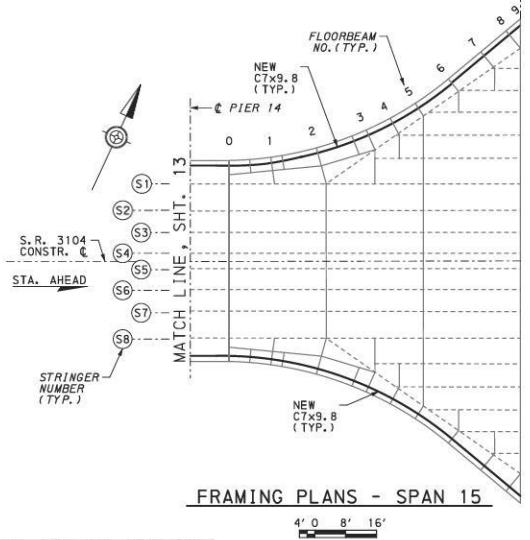 FLOORBEAM
NO. (TYP.)
NEW
C7x9.8
(TYP.)
℄ PIER 14
0 1 2 3 4 5 6 7 8 9
S1
S2
S3
S.R. 3104
CONSTR. ℄
S4
S5
STA. AHEAD
S6
S7
S8
MATCH LINE, SHT. 13
STRINGER
NUMBER
(TYP.)
NEW
C7x9.8
(TYP.)
FRAMING PLANS - SPAN 15
4' 0 8' 16'